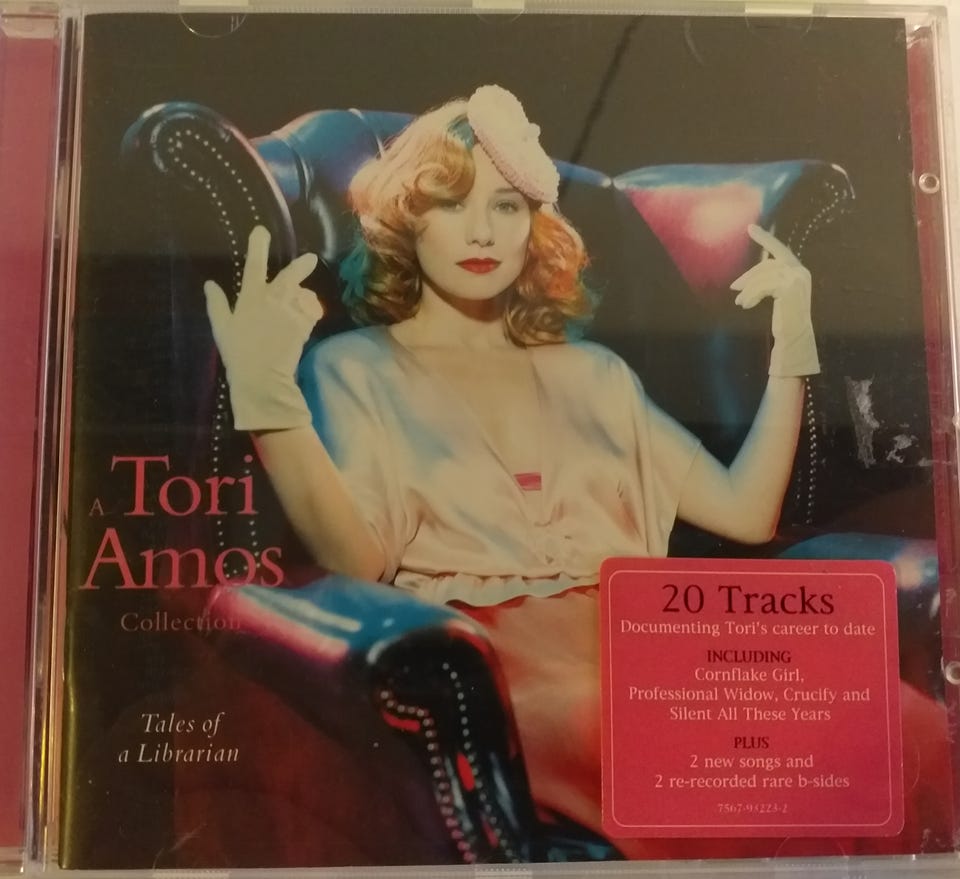 A Tori
Amos
Collection
Tales of
a Librarian
20 Tracks
Documenting Tori's career to date
INCLUDING
Cornflake Girl,
Professional Widow, Crucify and
Silent All These Years
PLUS
2 new songs and
2 re-recorded rare b-sides
7567-93223-2